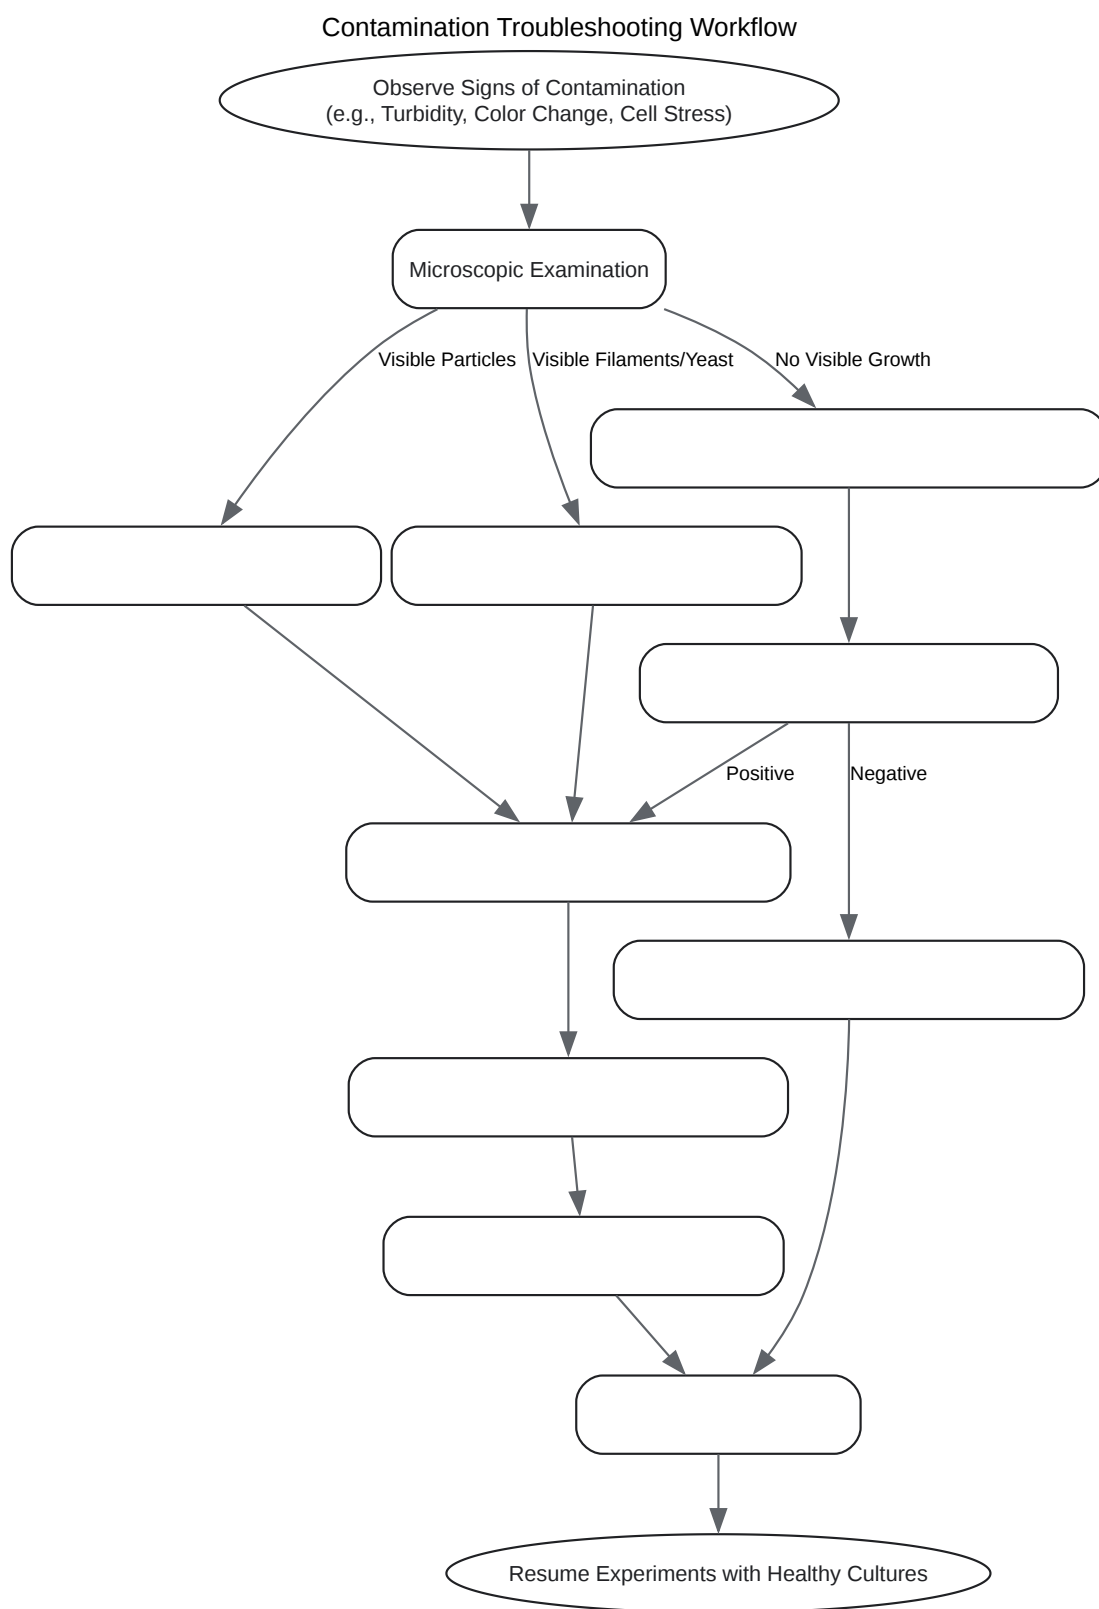 Contamination Troubleshooting Workflow
Observe Signs of Contamination
(e.g., Turbidity, Color Change, Cell Stress)
Microscopic Examination
Visible Particles
Visible Filaments/Yeast
No Visible Growth
Positive
Negative
Resume Experiments with Healthy Cultures